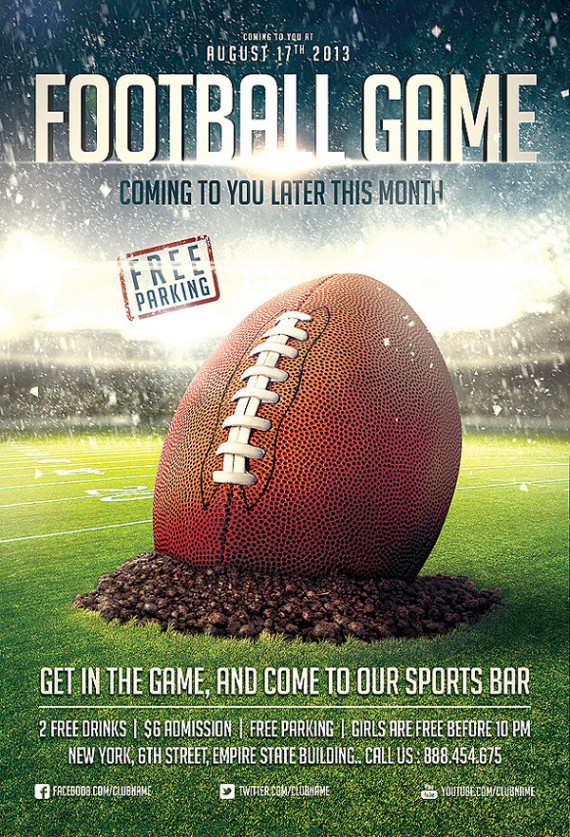 COMING TO YOU AT
AUGUST 17TH 2013
FOOTBALL GAME
COMING TO YOU LATER THIS MONTH
FREE
PARKING
GET IN THE GAME, AND COME TO OUR SPORTS BAR
2 FREE DRINKS | $6 ADMISSION | FREE PARKING | GIRLS ARE FREE BEFORE 10 PM
NEW YORK, 6TH STREET, EMPIRE STATE BUILDING.. CALL US : 888.454.675
FACEBOOB.COM/CLUBNAME TWITTER.COM/CLUBNAME YOUTUBE.COM/CLUBNAME